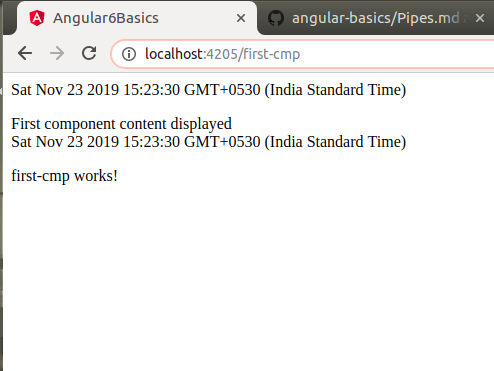 Angular6Basics
angular-basics/Pipes.md
localhost:4205/first-cmp
Sat Nov 23 2019 15:23:30 GMT+0530 (India Standard Time)
First component content displayed
Sat Nov 23 2019 15:23:30 GMT+0530 (India Standard Time)
first-cmp works!